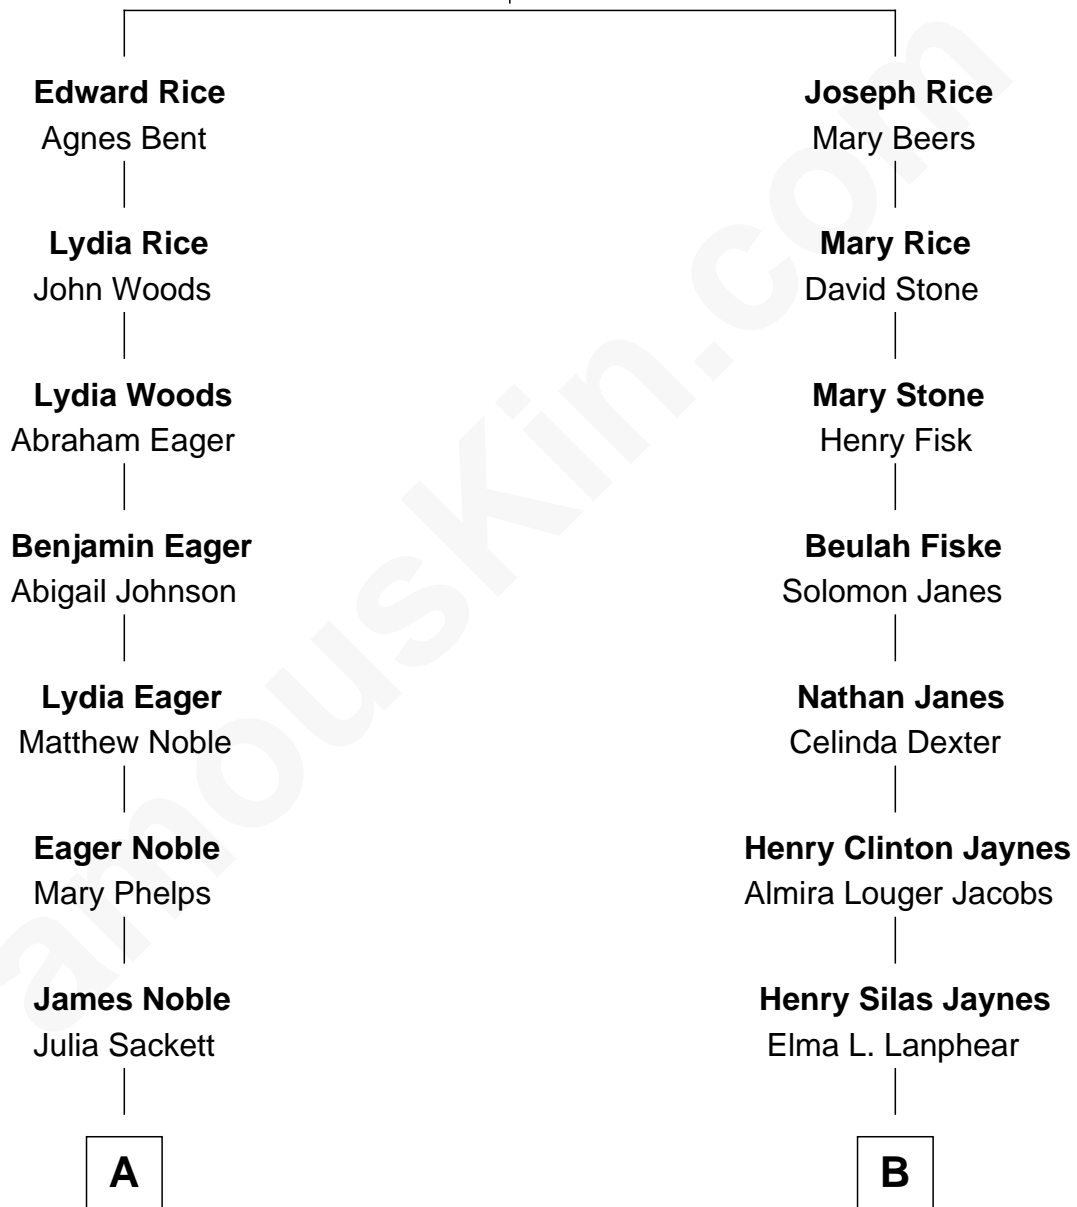 Edward Rice
Agnes Bent
Joseph Rice
Mary Beers
Lydia Rice
John Woods
Mary Rice
David Stone
Lydia Woods
Abraham Eager
Mary Stone
Henry Fisk
Benjamin Eager
Abigail Johnson
Beulah Fiske
Solomon Janes
Lydia Eager
Matthew Noble
Nathan Janes
Celinda Dexter
Eager Noble
Mary Phelps
Henry Clinton Jaynes
Almira Louger Jacobs
James Noble
Julia Sackett
Henry Silas Jaynes
Elma L. Lanphear
A
B
amouskin.com